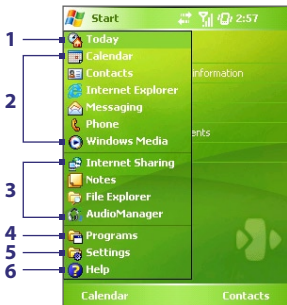 Start 2:57
1 Today
Calendar
Contacts
information
Internet Explorer
2
Messaging
Phone
ents
Windows Media
Internet Sharing
3
Notes
File Explorer
AudioManager
4 Programs
5 Settings
6 Help
Calendar Contacts